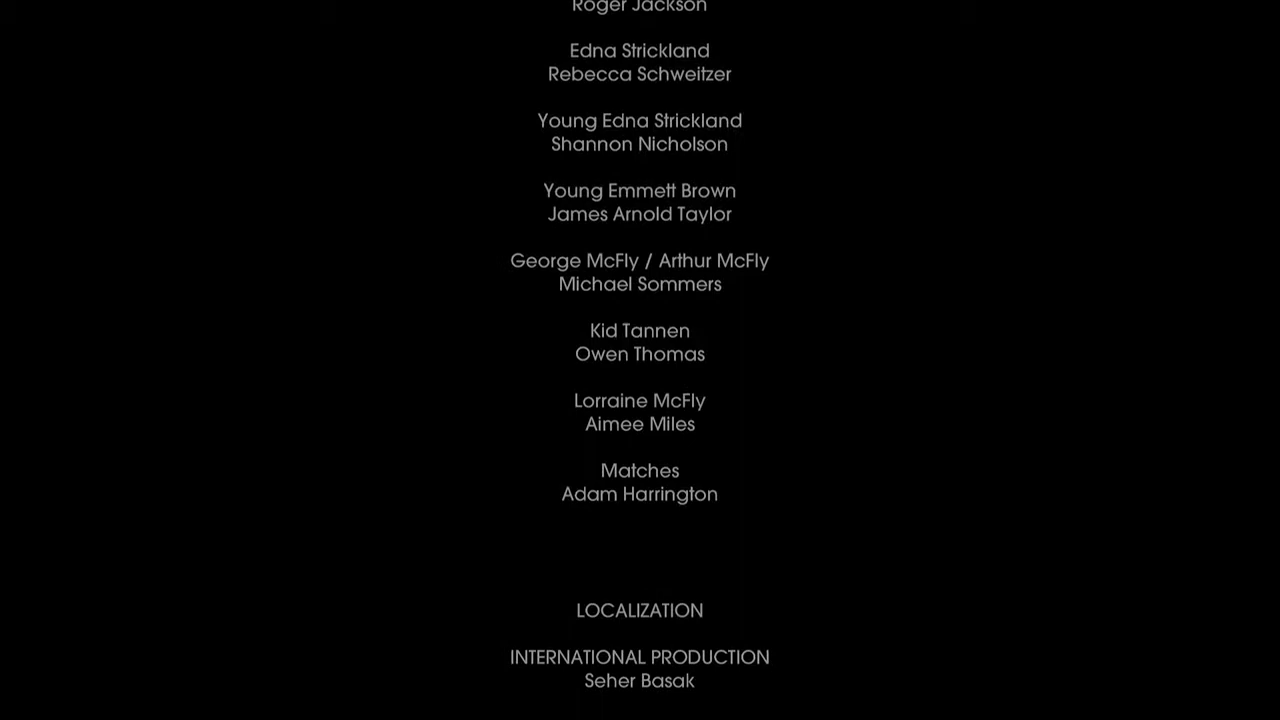 Roger Jackson
Edna Strickland
Rebecca Schweitzer
Young Edna Strickland
Shannon Nicholson
Young Emmett Brown
James Arnold Taylor
George McFly / Arthur McFly
Michael Sommers
Kid Tannen
Owen Thomas
Lorraine McFly
Aimee Miles
Matches
Adam Harrington
LOCALIZATION
INTERNATIONAL PRODUCTION
Seher Basak